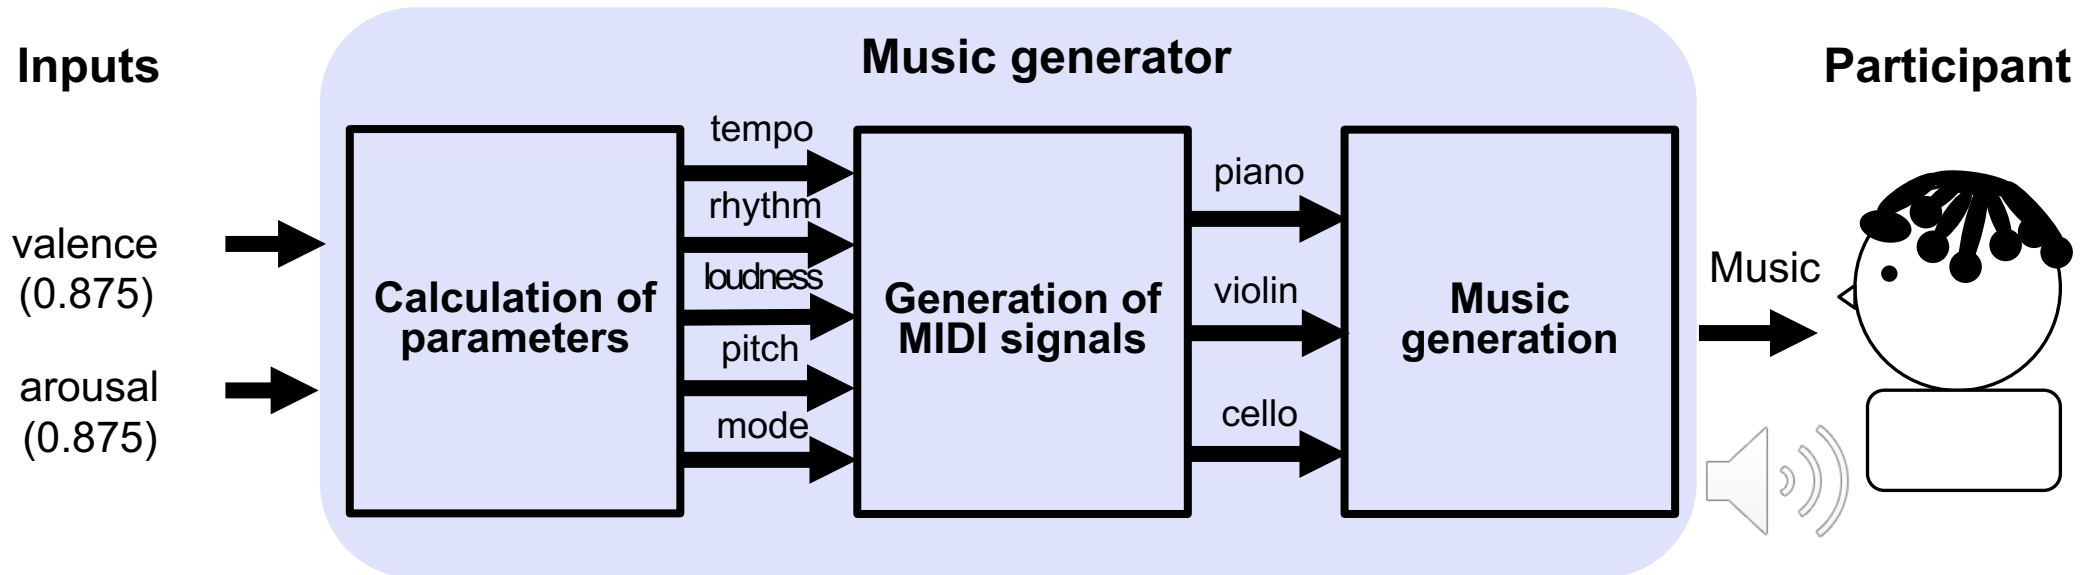 Music generator
Inputs
Participant
valence
(0.875)
arousal
(0.875)
Calculation of
parameters
tempo
rhythm
loudness
pitch
mode
Generation of
MIDI signals
piano
violin
cello
Music
generation
Music